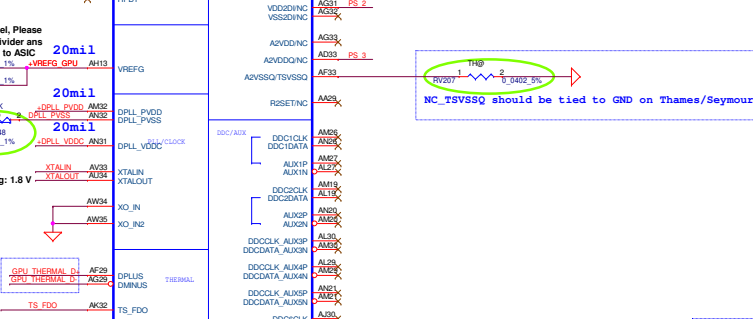 AG31 PS_2
VDD2DI/NC
AG32
VSS2DI/NC
el, Please
ivider ans
to ASIC
1%
20mil
+VREFG_GPU AH13
VREFG
1%
AG33
A2VDD/NC
AD33 PS_3
A2VDDQ/NC
AF33
A2VSSQ/TSVSSQ
TH@
1 2
RV207 0_0402_5%
NC_TSVSSQ should be tied to GND on Thames/Seymour
AA29
R2SET/NC
20mil
+DPLL_PVDD AM32
DPLL_PVDD
2 DPLL_PVSS AN32
DPLL_PVSS
20mil
48
1%
+DPLL_VDDC AN31
DPLL_VDDC
PLL/CLOCK
DDC/AUX
AM26
DDC1CLK
AN26
DDC1DATA
AM27
AUX1P
AL27
AUX1N
XTALIN AV33
XTALIN
g: 1.8 V
XTALOUT AU34
XTALOUT
AM19
DDC2CLK
AL19
DDC2DATA
AW34
XO_IN
AN20
AUX2P
AM20
AUX2N
AW35
XO_IN2
AL30
DDCCLK_AUX3P
AM30
DDCDATA_AUX3N
GPU_THERMAL_D+ AF29
DPLUS
GPU_THERMAL_D- AG29
DMINUS
THERMAL
AL29
DDCCLK_AUX4P
AM29
DDCDATA_AUX4N
AN21
DDCCLK_AUX5P
AM21
DDCDATA_AUX5N
TS_FDO AK32
TS_FDO
AJ30